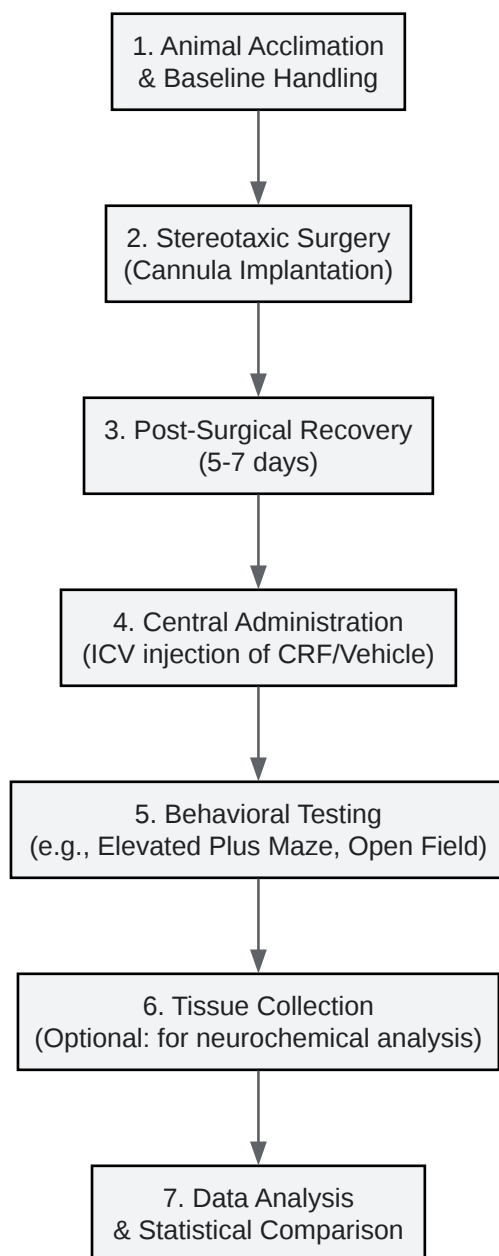 1. Animal Acclimation
& Baseline Handling
2. Stereotaxic Surgery
(Cannula Implantation)
3. Post-Surgical Recovery
(5-7 days)
4. Central Administration
(ICV injection of CRF/Vehicle)
5. Behavioral Testing
(e.g., Elevated Plus Maze, Open Field)
6. Tissue Collection
(Optional: for neurochemical analysis)
7. Data Analysis
& Statistical Comparison